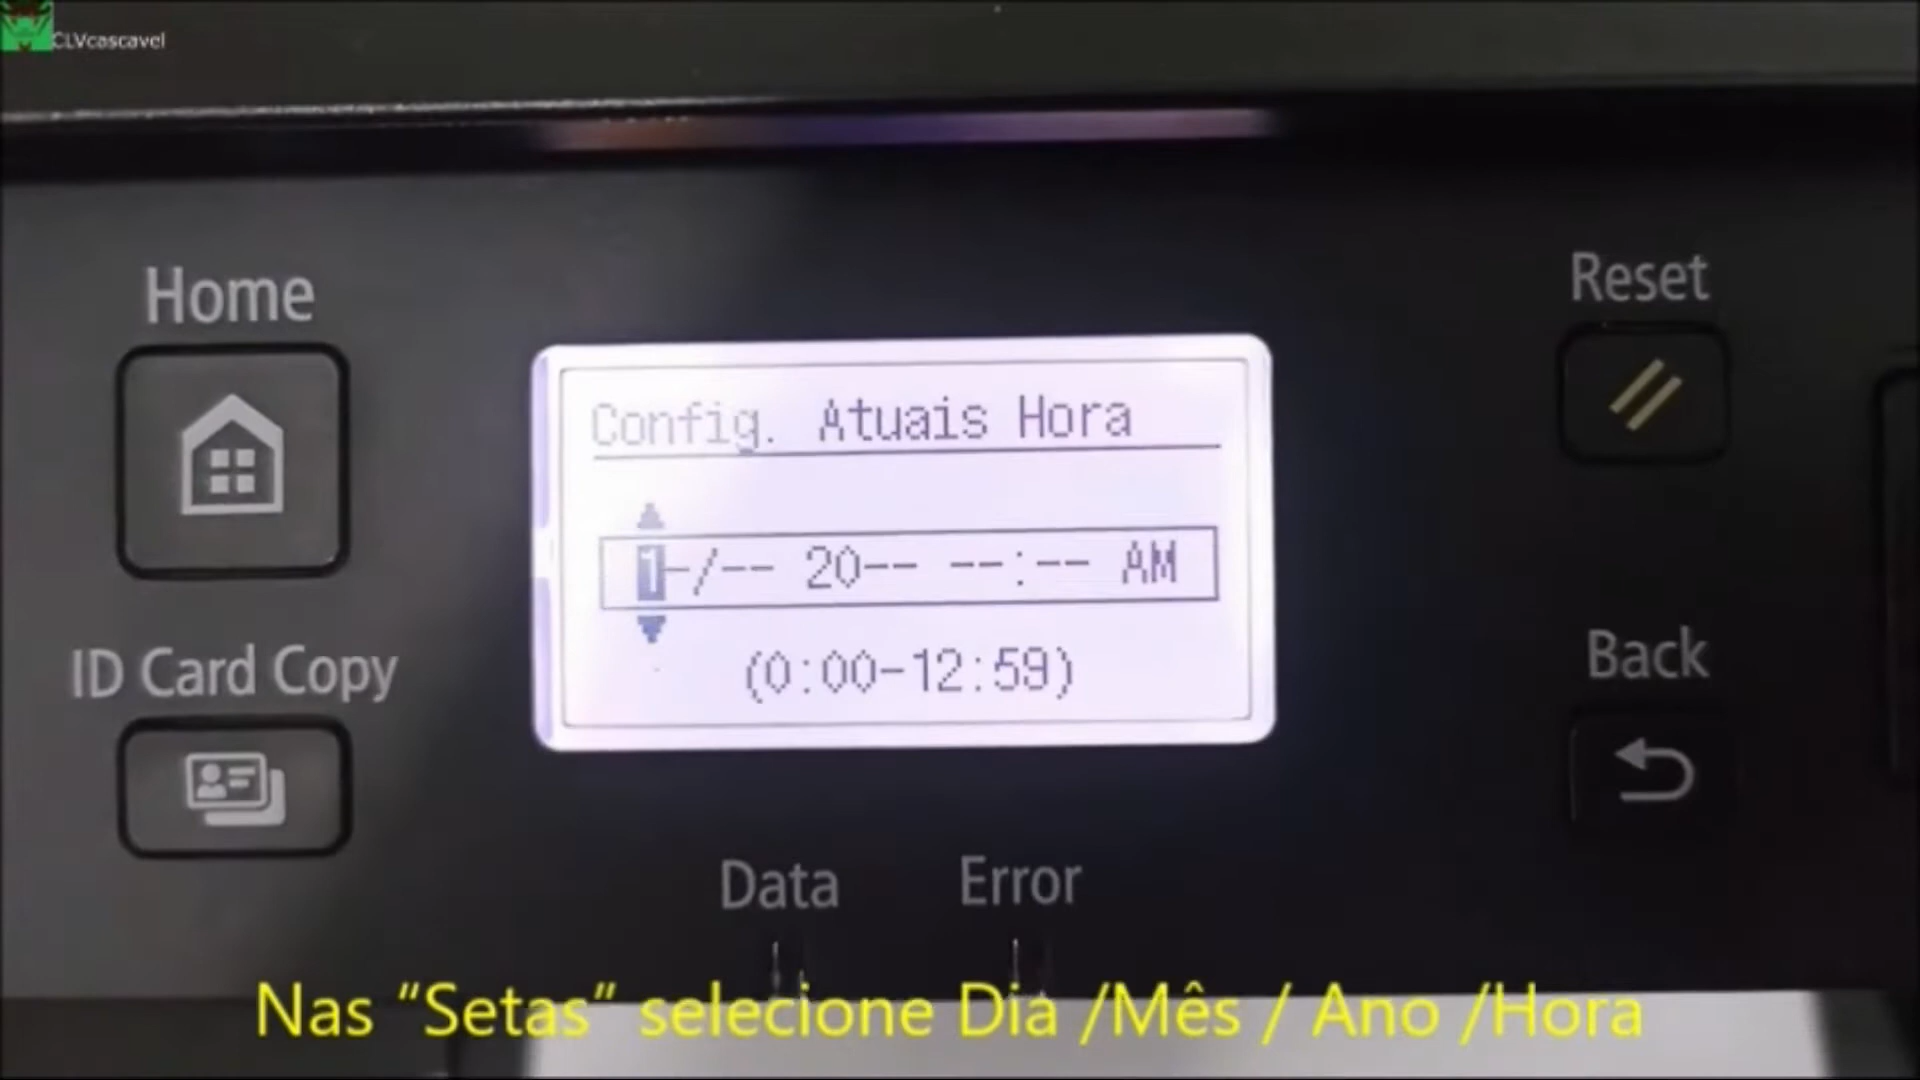 CLVcascavel
Home
Reset
Config. Atuais Hora
1-/-- 20-- --:-- AM
(0:00-12:59)
ID Card Copy
Back
Data Error
Nas “Setas” selecione Dia /Mês / Ano /Hora